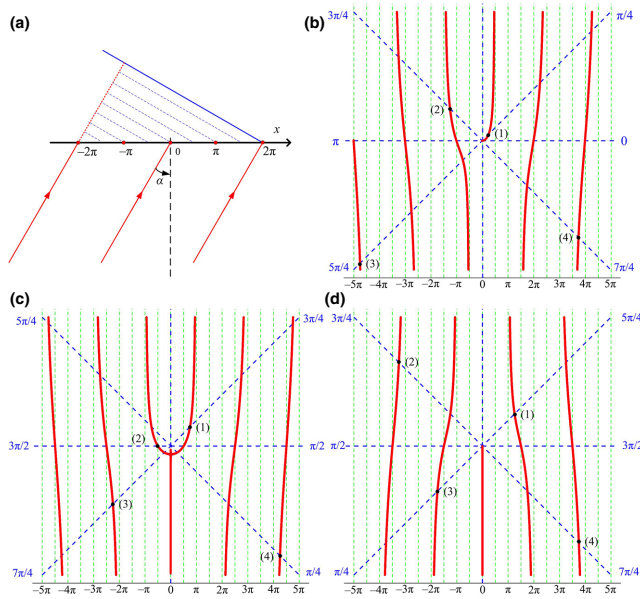 (a)
x
−2π −π 0 π 2π
α
(b)
3π/4 π/4
(2)
(1)
π 0
(4)
(3)
5π/4 7π/4
−5π −4π −3π −2π −π 0 π 2π 3π 4π 5π
(c)
5π/4 3π/4
(1)
(2)
3π/2 π/2
(3)
(4)
7π/4 π/4
−5π −4π −3π −2π −π 0 π 2π 3π 4π 5π
(d)
3π/4 5π/4
(2)
(1)
π/2 3π/2
(3)
(4)
π/4 7π/4
−5π −4π −3π −2π −π 0 π 2π 3π 4π 5π